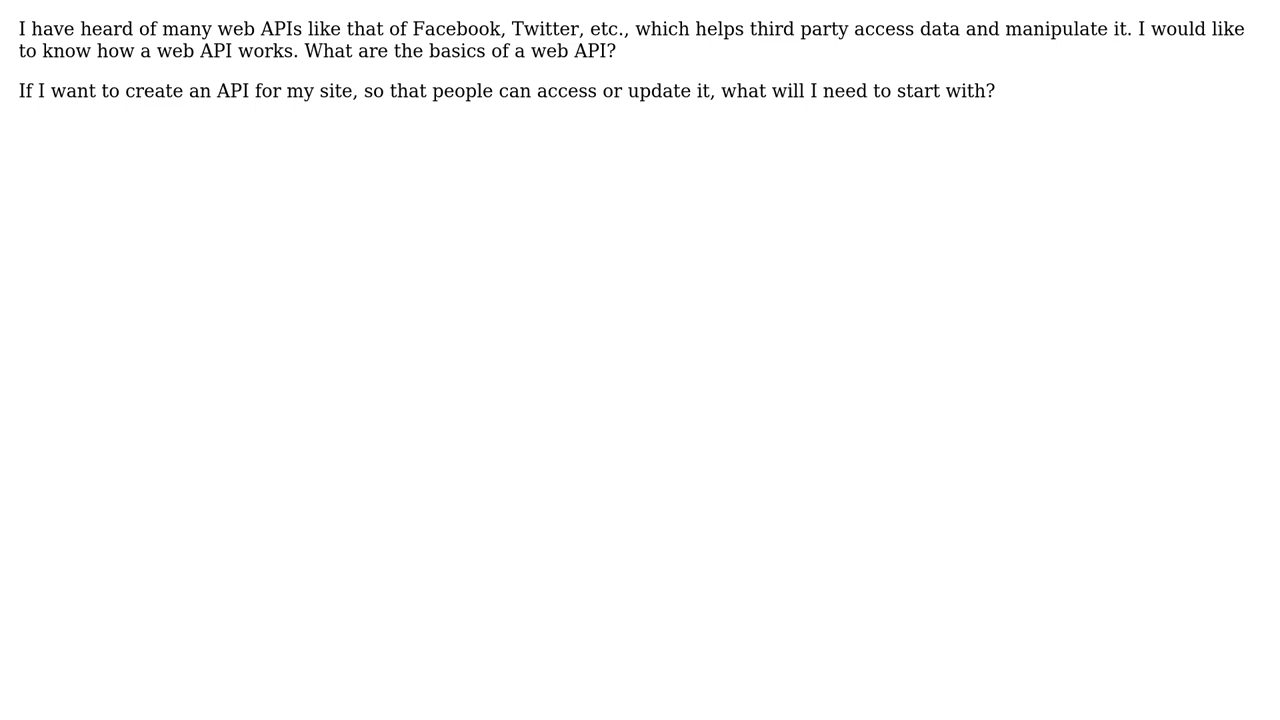 I have heard of many web APIs like that of Facebook, Twitter, etc., which helps third party access data and manipulate it. I would like
to know how a web API works. What are the basics of a web API?
If I want to create an API for my site, so that people can access or update it, what will I need to start with?